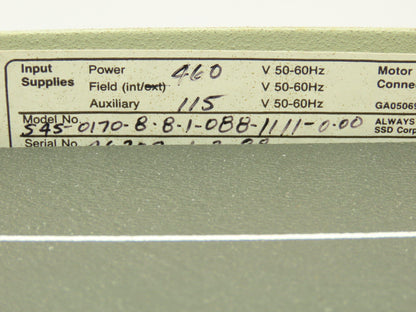 Input Power 460 V 50-60Hz Motor
Supplies Field (int/ext) V 50-60Hz Conne
Auxiliary 115 V 50-60Hz GA05069
Model No. 545-0170-8-8-1-0B8-1111-0-00 ALWAYS
Serial No. SSD Corp